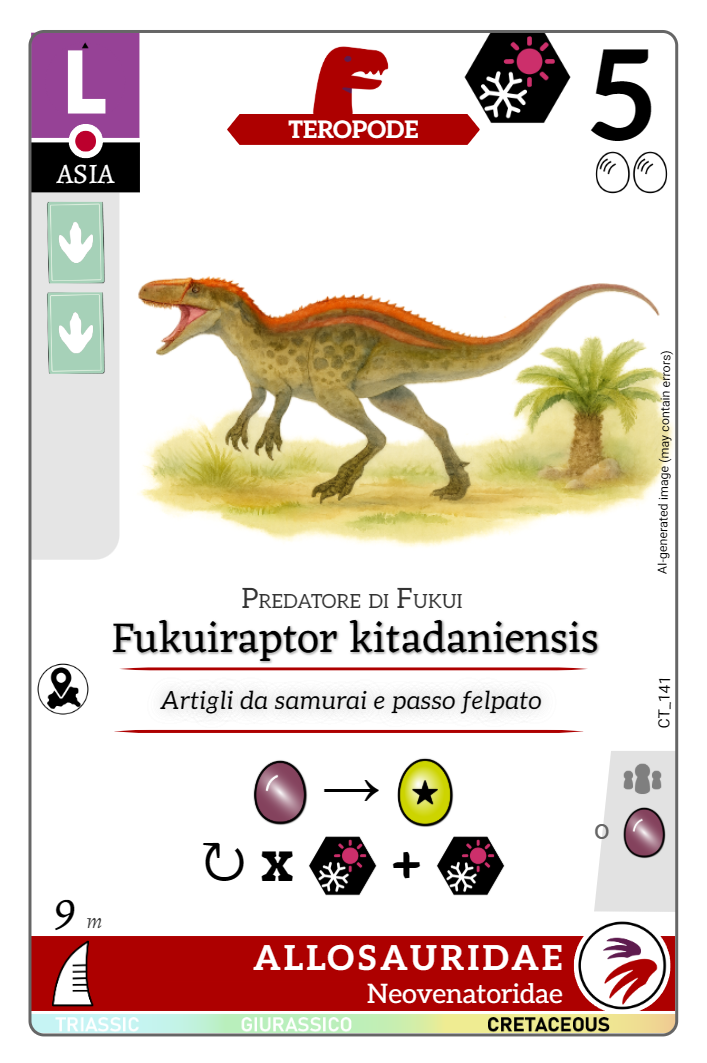 L
TEROPODE
5
ASIA
AI-generated image (may contain errors)
PREDATORE DI FUKUI
Fukuiraptor kitadaniensis
Artigli da samurai e passo felpato
CT_141
→
O
↻ x +
9 m
ALLOSAURIDAE
Neovenatoridae
TRIASSIC GIURASSICO CRETACEOUS